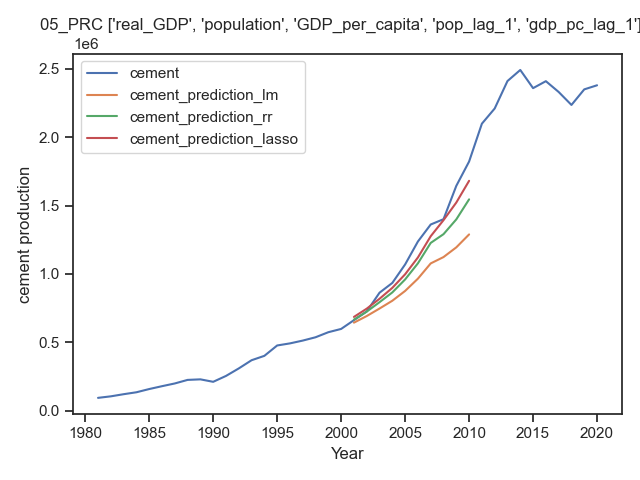 05_PRC ['real_GDP', 'population', 'GDP_per_capita', 'pop_lag_1', 'gdp_pc_lag_1']
1e6
cement
cement_prediction_lm
cement_prediction_rr
cement_prediction_lasso
2.5
2.0
1.5
1.0
0.5
0.0
cement production
1980 1985 1990 1995 2000 2005 2010 2015 2020
Year